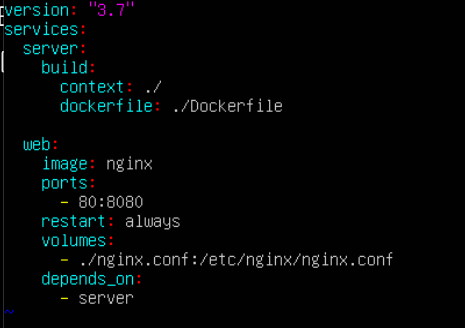 version: "3.7"
services:
  server:
    build:
      context: ./
      dockerfile: ./Dockerfile

  web:
    image: nginx
    ports:
      - 80:8080
    restart: always
    volumes:
      - ./nginx.conf:/etc/nginx/nginx.conf
    depends_on:
      - server
~